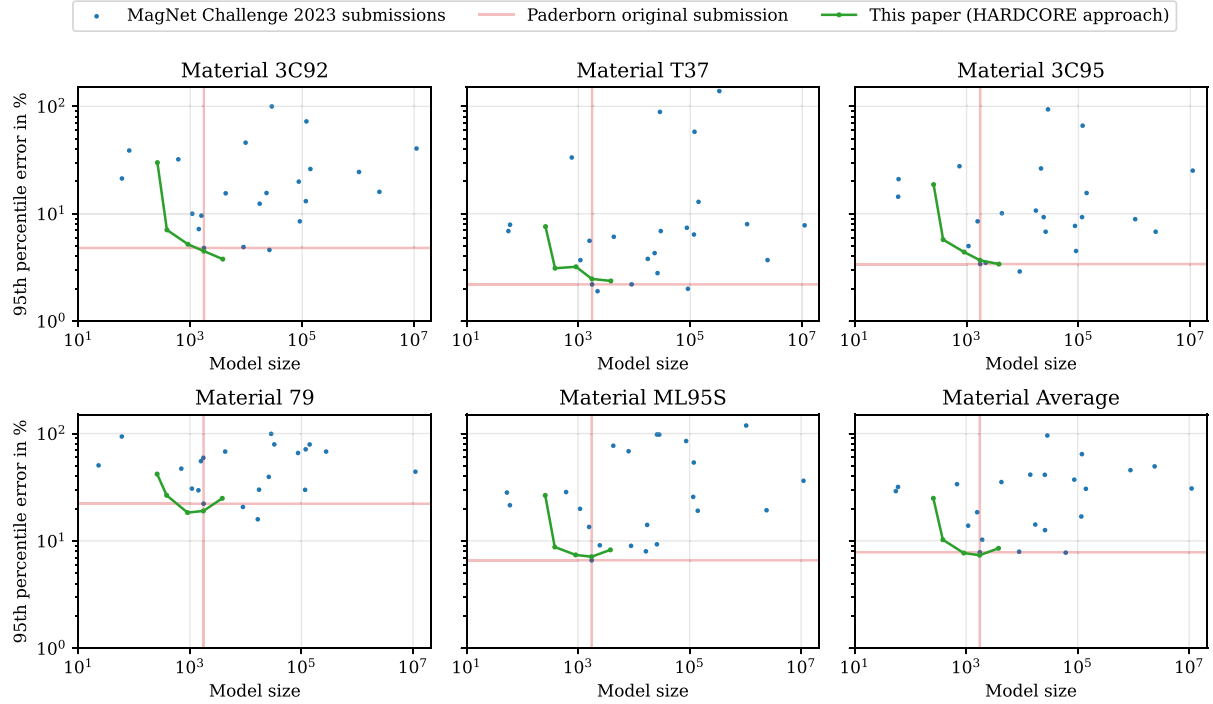 MagNet Challenge 2023 submissions
Paderborn original submission
This paper (HARDCORE approach)
Material 3C92
Material T37
Material 3C95
95th percentile error in %
10²
10¹
10⁰
10¹ 10³ 10⁵ 10⁷
10¹ 10³ 10⁵ 10⁷
10¹ 10³ 10⁵ 10⁷
Model size
Model size
Model size
Material 79
Material ML95S
Material Average
95th percentile error in %
10²
10¹
10⁰
10¹ 10³ 10⁵ 10⁷
10¹ 10³ 10⁵ 10⁷
10¹ 10³ 10⁵ 10⁷
Model size
Model size
Model size